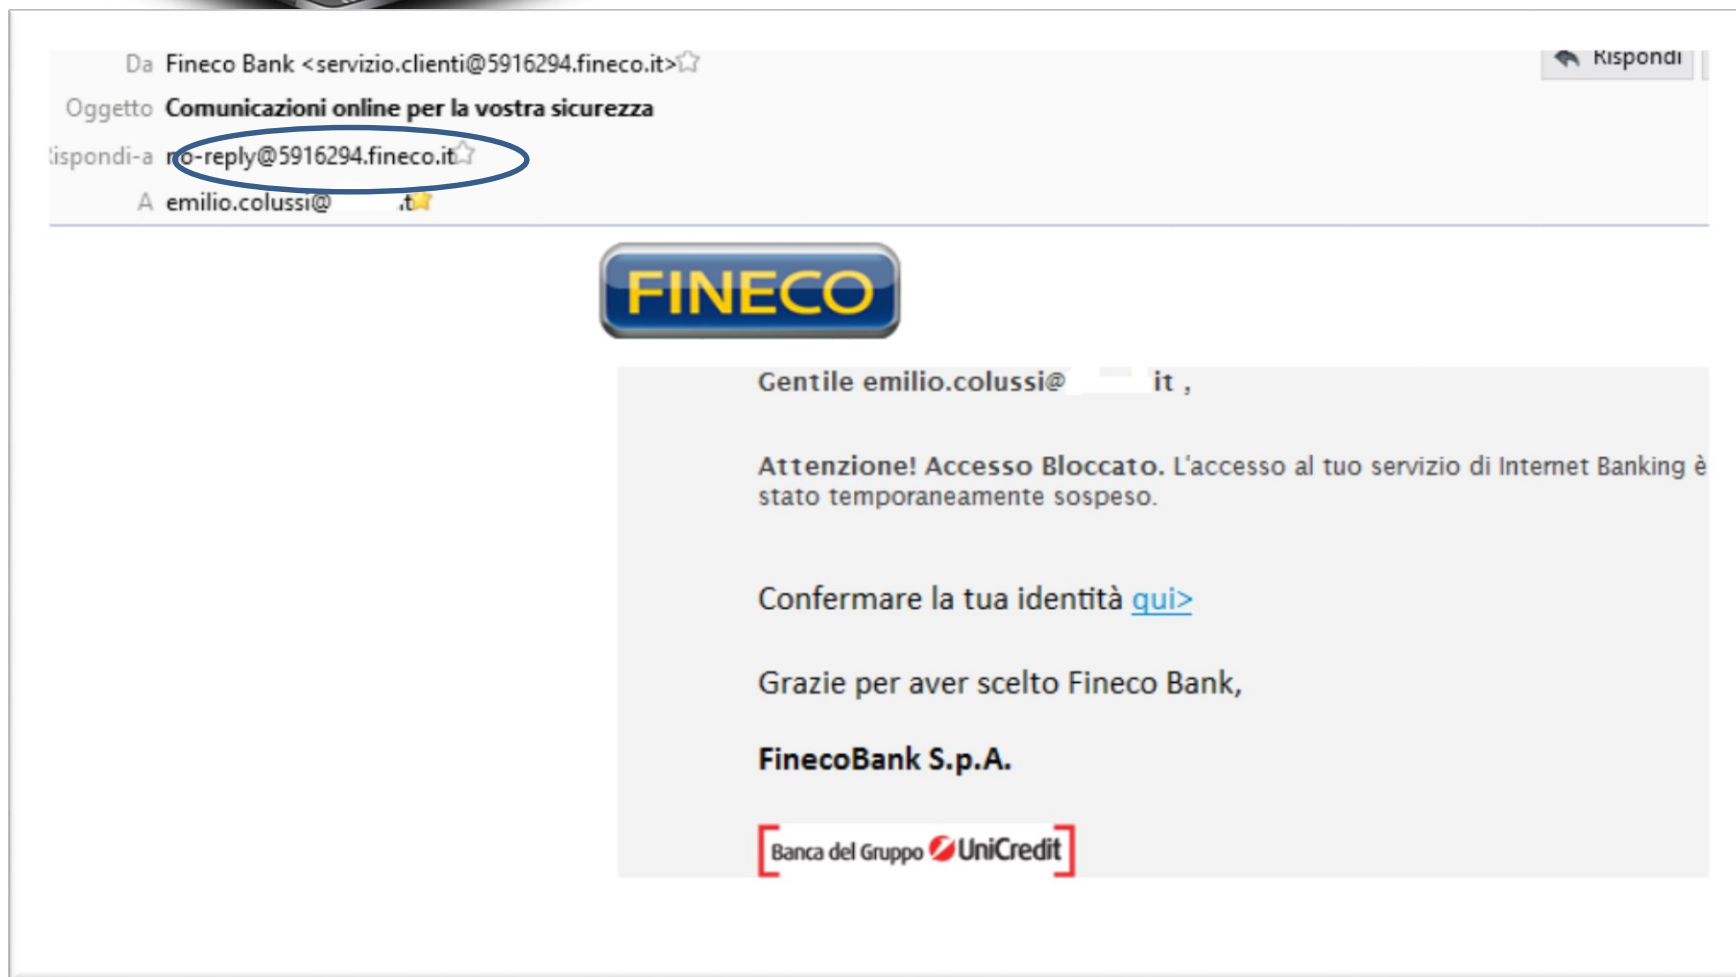 Da Fineco Bank <servizio.clienti@5916294.fineco.it>
Rispondi
Oggetto Comunicazioni online per la vostra sicurezza
ispondi-a no-reply@5916294.fineco.it
A emilio.colussi@ .it
FINECO
Gentile emilio.colussi@ it ,
Attenzione! Accesso Bloccato. L'accesso al tuo servizio di Internet Banking è
stato temporaneamente sospeso.
Confermare la tua identità qui>
Grazie per aver scelto Fineco Bank,
FinecoBank S.p.A.
Banca del Gruppo UniCredit